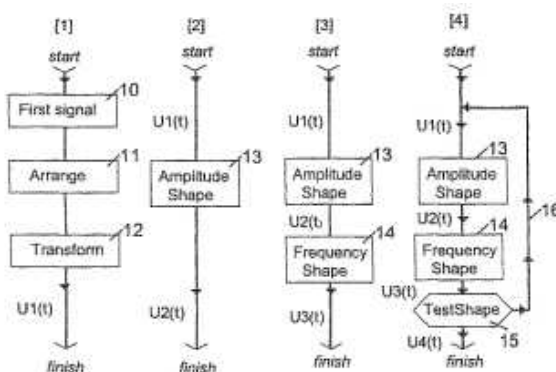 [1]
start
10
First signal
11
Arrange
12
Transform
U1(t)
finish
[2]
start
U1(t)
13
Amplitude
Shape
U2(t)
finish
[3]
start
U1(t)
13
Amplitude
Shape
U2(t)
14
Frequency
Shape
U3(t)
finish
[4]
start
U1(t)
13
Amplitude
Shape
16
U2(t)
14
Frequency
Shape
U3(t)
TestShape
15
U4(t)
finish